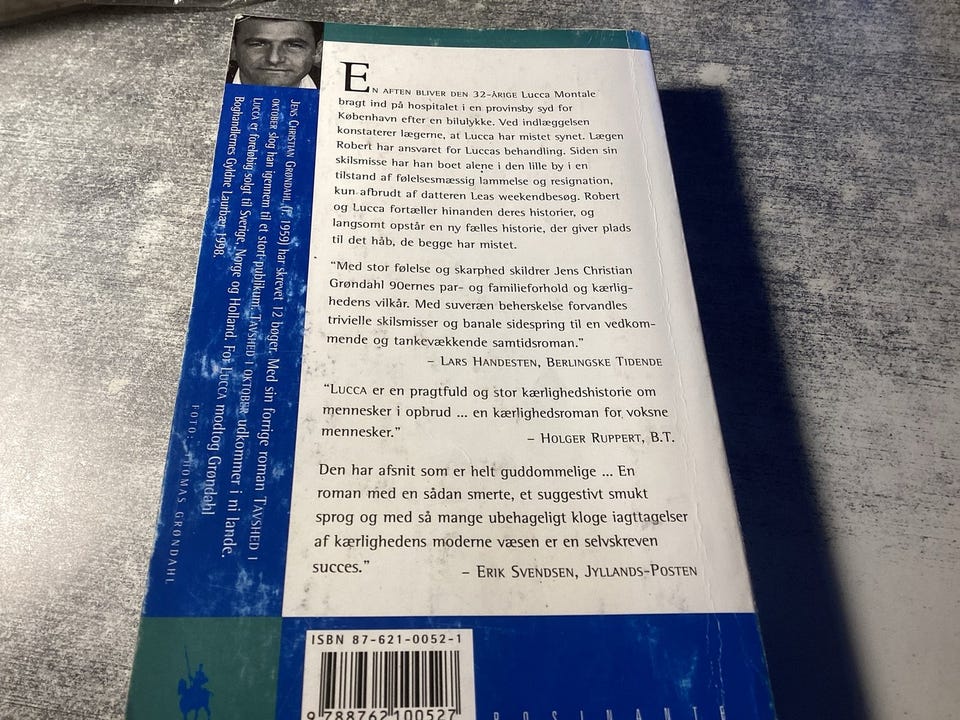 EN AFTEN BLIVER DEN 32-ÅRIGE Lucca Montale
bragt ind på hospitalet i en provinsby syd for
København efter en bilulykke. Ved indlæggelsen
konstaterer lægerne, at Lucca har mistet synet. Lægen
Robert har ansvaret for Luccas behandling. Siden sin
skilsmisse har han boet alene i den lille by i en
tilstand af følelsesmæssig lammelse og resignation,
kun afbrudt af datteren Leas weekendbesøg. Robert
og Lucca fortæller hinanden deres historier, og
langsomt opstår en ny fælles historie, der giver plads
til det håb, de begge har mistet.
“Med stor følelse og skarphed skildrer Jens Christian
Grøndahl 90ernes par- og familieforhold og kærlig-
hedens vilkår. Med suveræn beherskelse forvandles
trivielle skilsmisser og banale sidespring til en vedkom-
mende og tankevækkende samtidsroman.”
– LARS HANDESTEN, BERLINGSKE TIDENDE
“LUCCA er en pragtfuld og stor kærlighedshistorie om
mennesker i opbrud ... en kærlighedsroman for voksne
mennesker.” – HOLGER RUPPERT, B.T.
Den har afsnit som er helt guddommelige ... En
roman med en sådan smerte, et suggestivt smukt
sprog og med så mange ubehageligt kloge iagttagelser
af kærlighedens moderne væsen er en selvskreven
succes.” – ERIK SVENDSEN, JYLLANDS-POSTEN
JENS CHRISTIAN GRØNDAHL (f. 1959) har skrevet 12 bøger. Med sin forrige roman TAVSHED I
OKTOBER slog han igennem til et stort publikum. TAVSHED I OKTOBER udkommer i ni lande.
LUCCA er foreløbig solgt til Sverige, Norge og Holland. For LUCCA modtog Grøndahl
Boghandlernes Gyldne Laurbær 1998.
FOTO: THOMAS GRØNDAHL
ISBN 87-621-0052-1
9 788762 100527
ROSINANTE